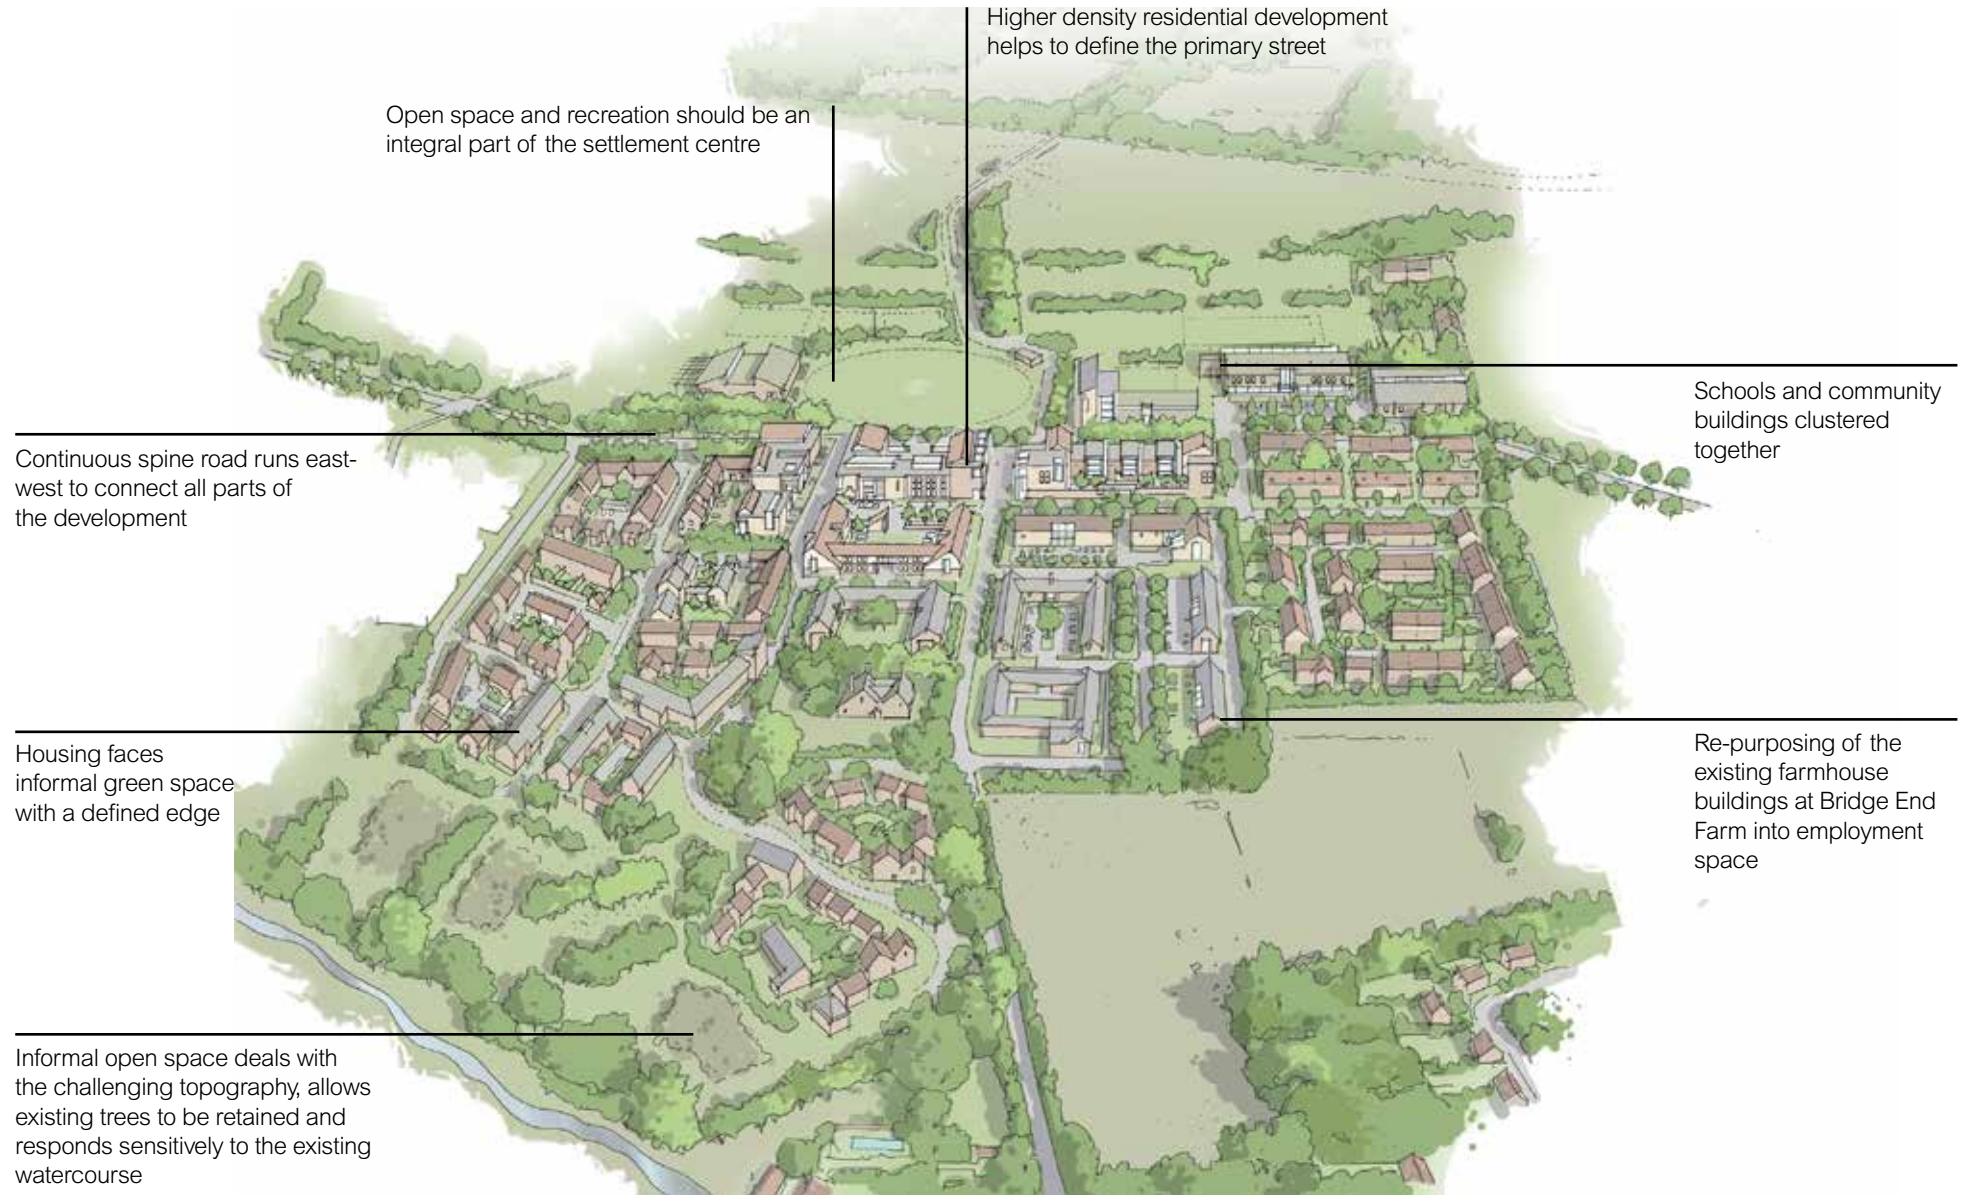 Higher density residential development
helps to define the primary street
Open space and recreation should be an
integral part of the settlement centre
Schools and community
buildings clustered
together
Continuous spine road runs east-
west to connect all parts of
the development
Housing faces
informal green space
with a defined edge
Re-purposing of the
existing farmhouse
buildings at Bridge End
Farm into employment
space
Informal open space deals with
the challenging topography, allows
existing trees to be retained and
responds sensitively to the existing
watercourse